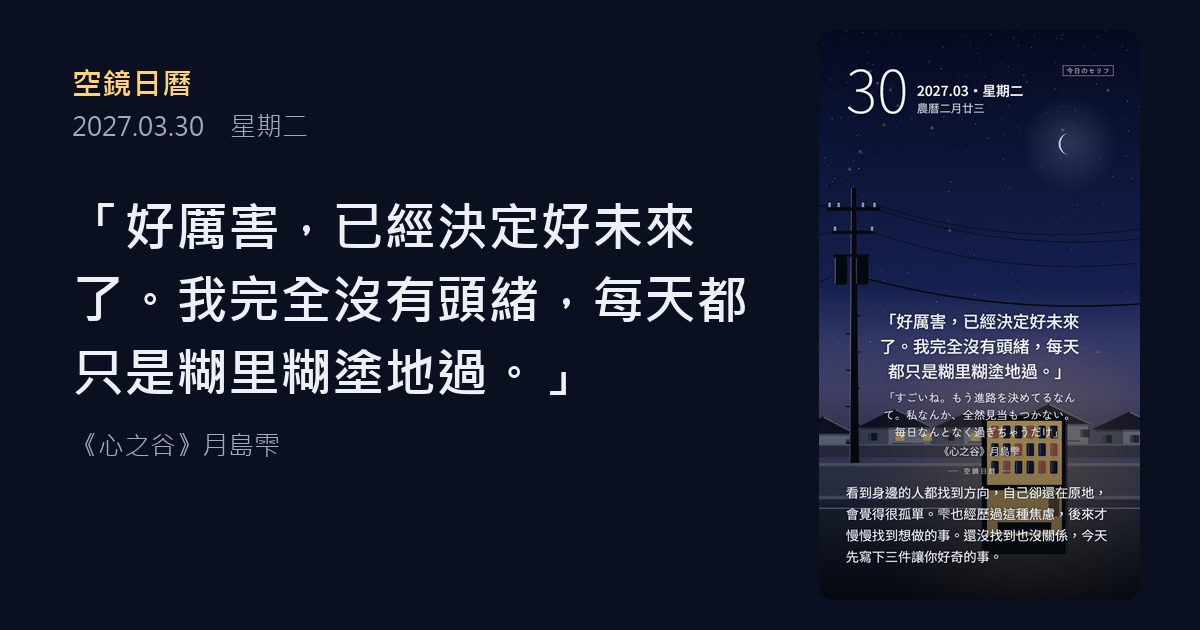 空鏡日曆
2027.03.30 星期二
「好厲害，已經決定好未來
了。我完全沒有頭緒，每天都
只是糊里糊塗地過。」
《心之谷》月島雫
30
2027.03・星期二
農曆二月廿三
今日のセリフ
「好厲害，已經決定好未來
了。我完全沒有頭緒，每天
都只是糊里糊塗地過。」
「すごいね。もう進路を決めてるなん
て。私なんか、全然見当もつかない。
毎日なんとなく過ぎちゃうだけ」
《心之谷》月島雫
— 空鏡日曆 —
看到身邊的人都找到方向，自己卻還在原地，
會覺得很孤單。雫也經歷過這種焦慮，後來才
慢慢找到想做的事。還沒找到也沒關係，今天
先寫下三件讓你好奇的事。